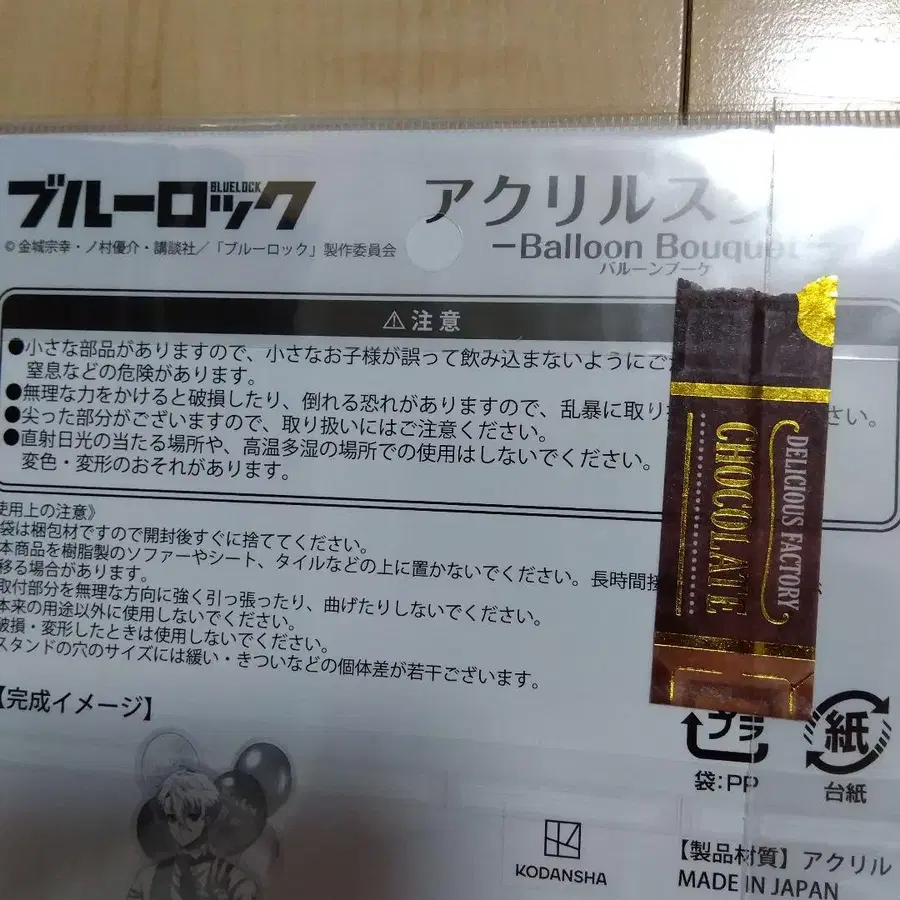 ブルーロック
BLUELOCK
©金城宗幸・ノ村優介・講談社／「ブルーロック」製作委員会
アクリルス
ーBalloon Bouquet
バルーンブーケ
⚠注意
●小さな部品がありますので、小さなお子様が誤って飲み込まないようにご
窒息などの危険があります。
●無理な力をかけると破損したり、倒れる恐れがありますので、乱暴に取り
さい。
●尖った部分がございますので、取り扱いにはご注意ください。
●直射日光の当たる場所や、高温多湿の場所での使用はしないでください。
変色・変形のおそれがあります。
使用上の注意》
袋は梱包材ですので開封後すぐに捨ててください。
本商品を樹脂製のソファーやシート、タイルなどの上に置かないでください。長時間接
移る場合があります。
取付部分を無理な方向に強く引っ張ったり、曲げたりしないでください。
本来の用途以外に使用しないでください。
破損・変形したときは使用しないでください。
スタンドの穴のサイズには緩い・きついなどの個体差が若干ございます。
【完成イメージ】
DELICIOUS FACTORY
CHOCOLATE
プラ
袋:PP
紙
台紙
KODANSHA
【製品材質】アクリル
MADE IN JAPAN